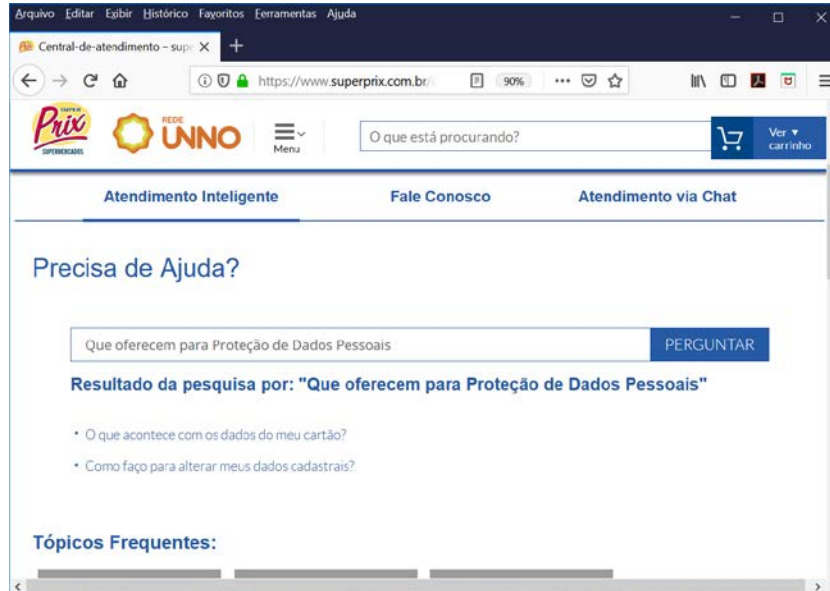 Arquivo Editar Exibir Histórico Favoritos Ferramentas Ajuda
Central-de-atendimento – supe
https://www.superprix.com.br/ 90%
SUPER
Prix
SUPERMERCADOS
REDE
UNNO
Menu
O que está procurando?
Ver
carrinho
Atendimento Inteligente Fale Conosco Atendimento via Chat
Precisa de Ajuda?
Que oferecem para Proteção de Dados Pessoais PERGUNTAR
Resultado da pesquisa por: "Que oferecem para Proteção de Dados Pessoais"
• O que acontece com os dados do meu cartão?
• Como faço para alterar meus dados cadastrais?
Tópicos Frequentes: